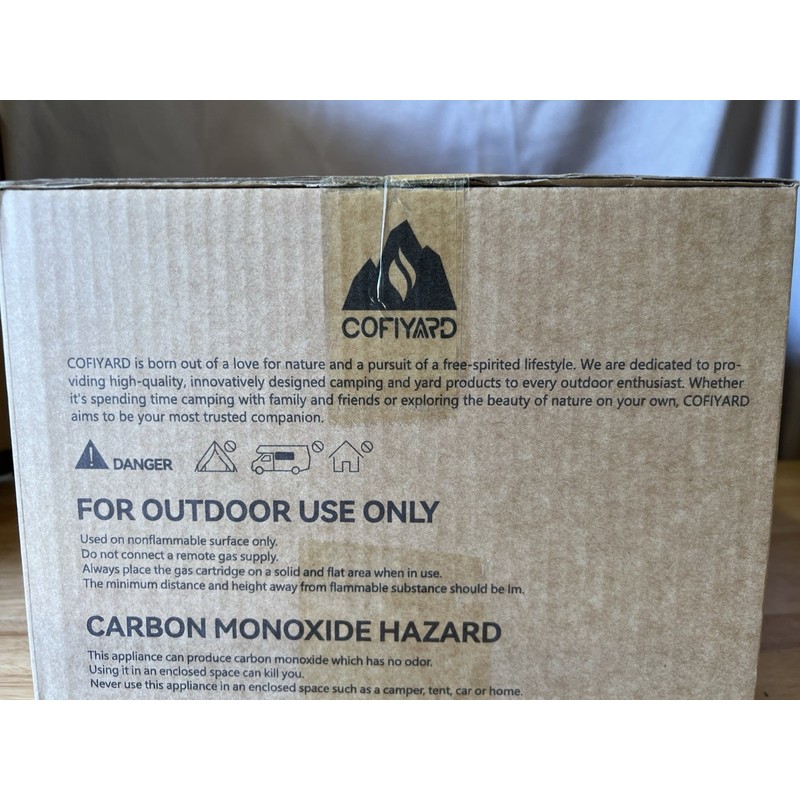 COFIYARD
COFIYARD is born out of a love for nature and a pursuit of a free-spirited lifestyle. We are dedicated to pro-
viding high-quality, innovatively designed camping and yard products to every outdoor enthusiast. Whether
it's spending time camping with family and friends or exploring the beauty of nature on your own, COFIYARD
aims to be your most trusted companion.
DANGER
FOR OUTDOOR USE ONLY
Used on nonflammable surface only.
Do not connect a remote gas supply.
Always place the gas cartridge on a solid and flat area when in use.
The minimum distance and height away from flammable substance should be lm.
CARBON MONOXIDE HAZARD
This appliance can produce carbon monoxide which has no odor.
Using it in an enclosed space can kill you.
Never use this appliance in an enclosed space such as a camper, tent, car or home.